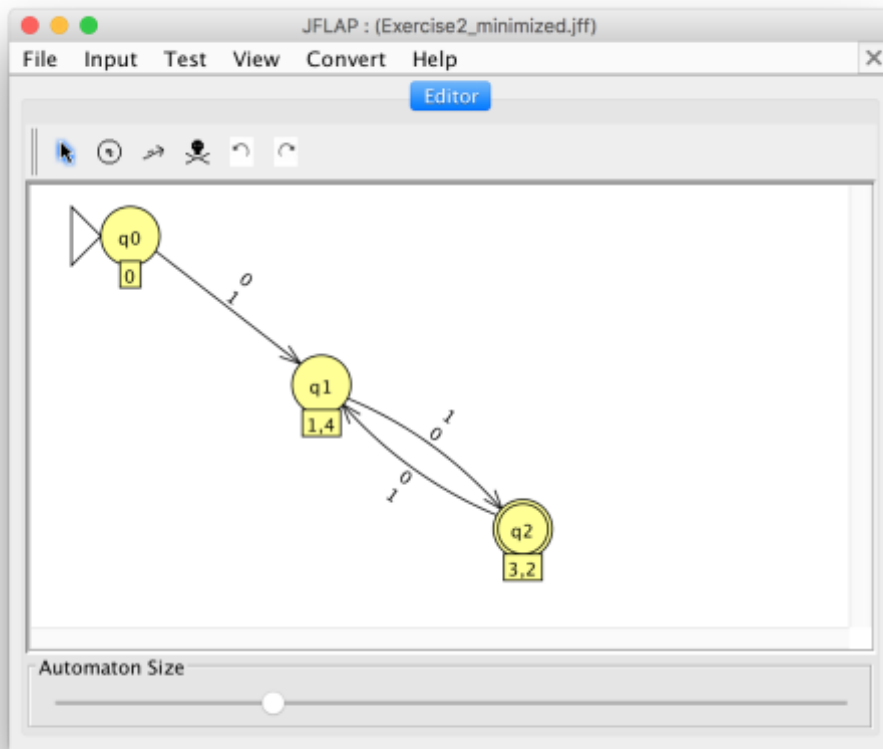 JFLAP : (Exercise2_minimized.jff)
File Input Test View Convert Help
Editor
q0
0
0
1
q1
1,4
1
0
0
1
q2
3,2
Automaton Size